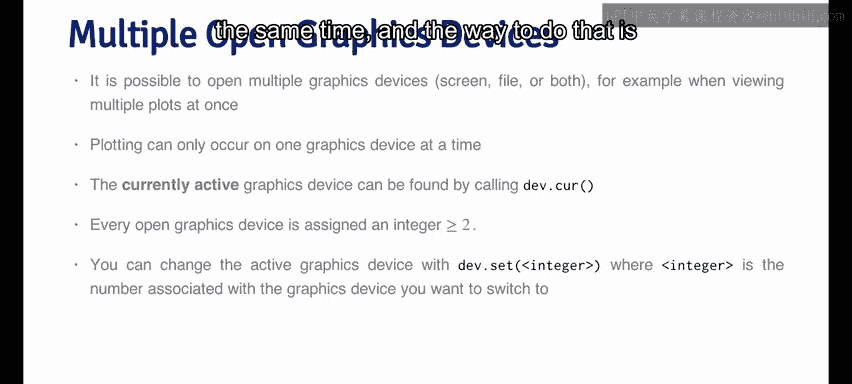 Multiple Open Graphics Devices
the same time, and the way to do that is
· It is possible to open multiple graphics devices (screen, file, or both), for example when viewing
multiple plots at once
· Plotting can only occur on one graphics device at a time
· The currently active graphics device can be found by calling dev.cur()
· Every open graphics device is assigned an integer ≥ 2.
· You can change the active graphics device with dev.set(<integer>) where <integer> is the
number associated with the graphics device you want to switch to